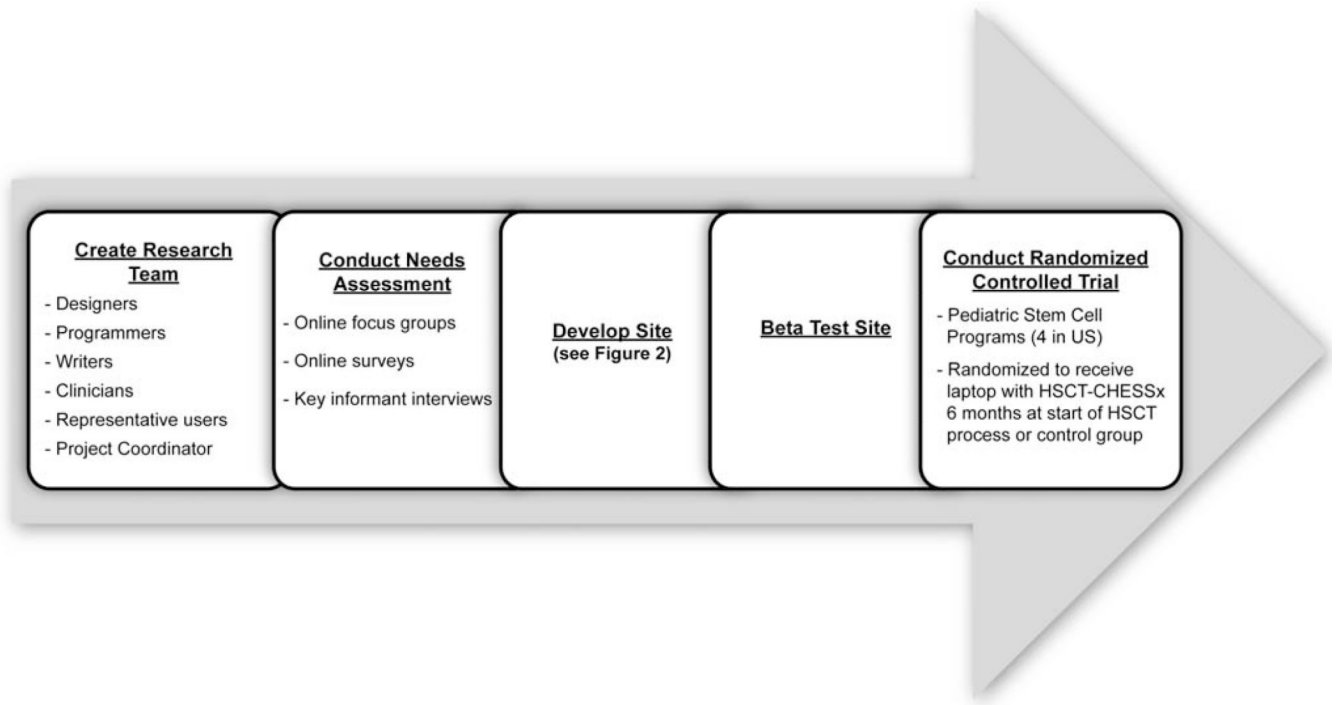 Create Research
Team
- Designers
- Programmers
- Writers
- Clinicians
- Representative users
- Project Coordinator
Conduct Needs
Assessment
- Online focus groups
- Online surveys
- Key informant interviews
Develop Site
(see Figure 2)
Beta Test Site
Conduct Randomized
Controlled Trial
- Pediatric Stem Cell
Programs (4 in US)
- Randomized to receive
laptop with HSCT-CHESSx
6 months at start of HSCT
process or control group